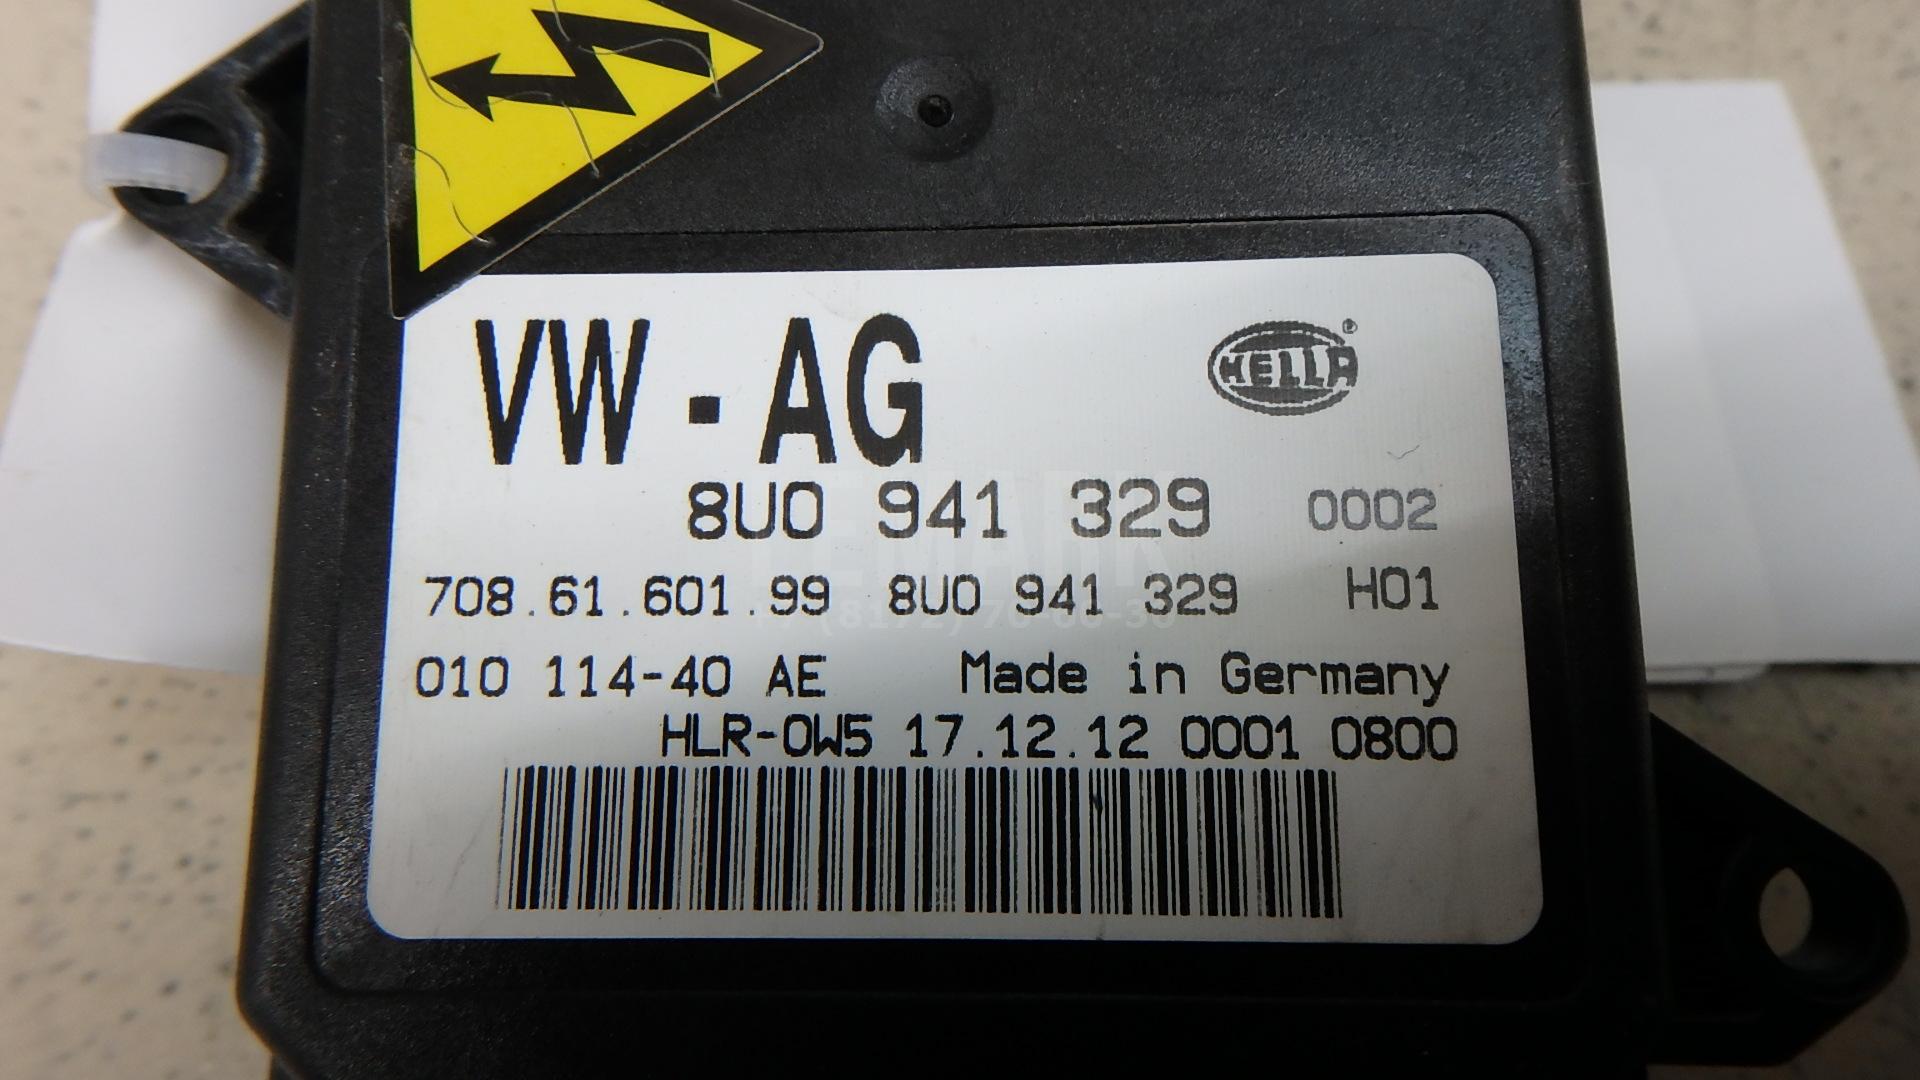 VW-AG HELLA®
8U0 941 329 0002
708.61.601.99 8U0 941 329 H01
010 114-40 AE Made in Germany
HLR-0W5 17.12.12 0001 0800